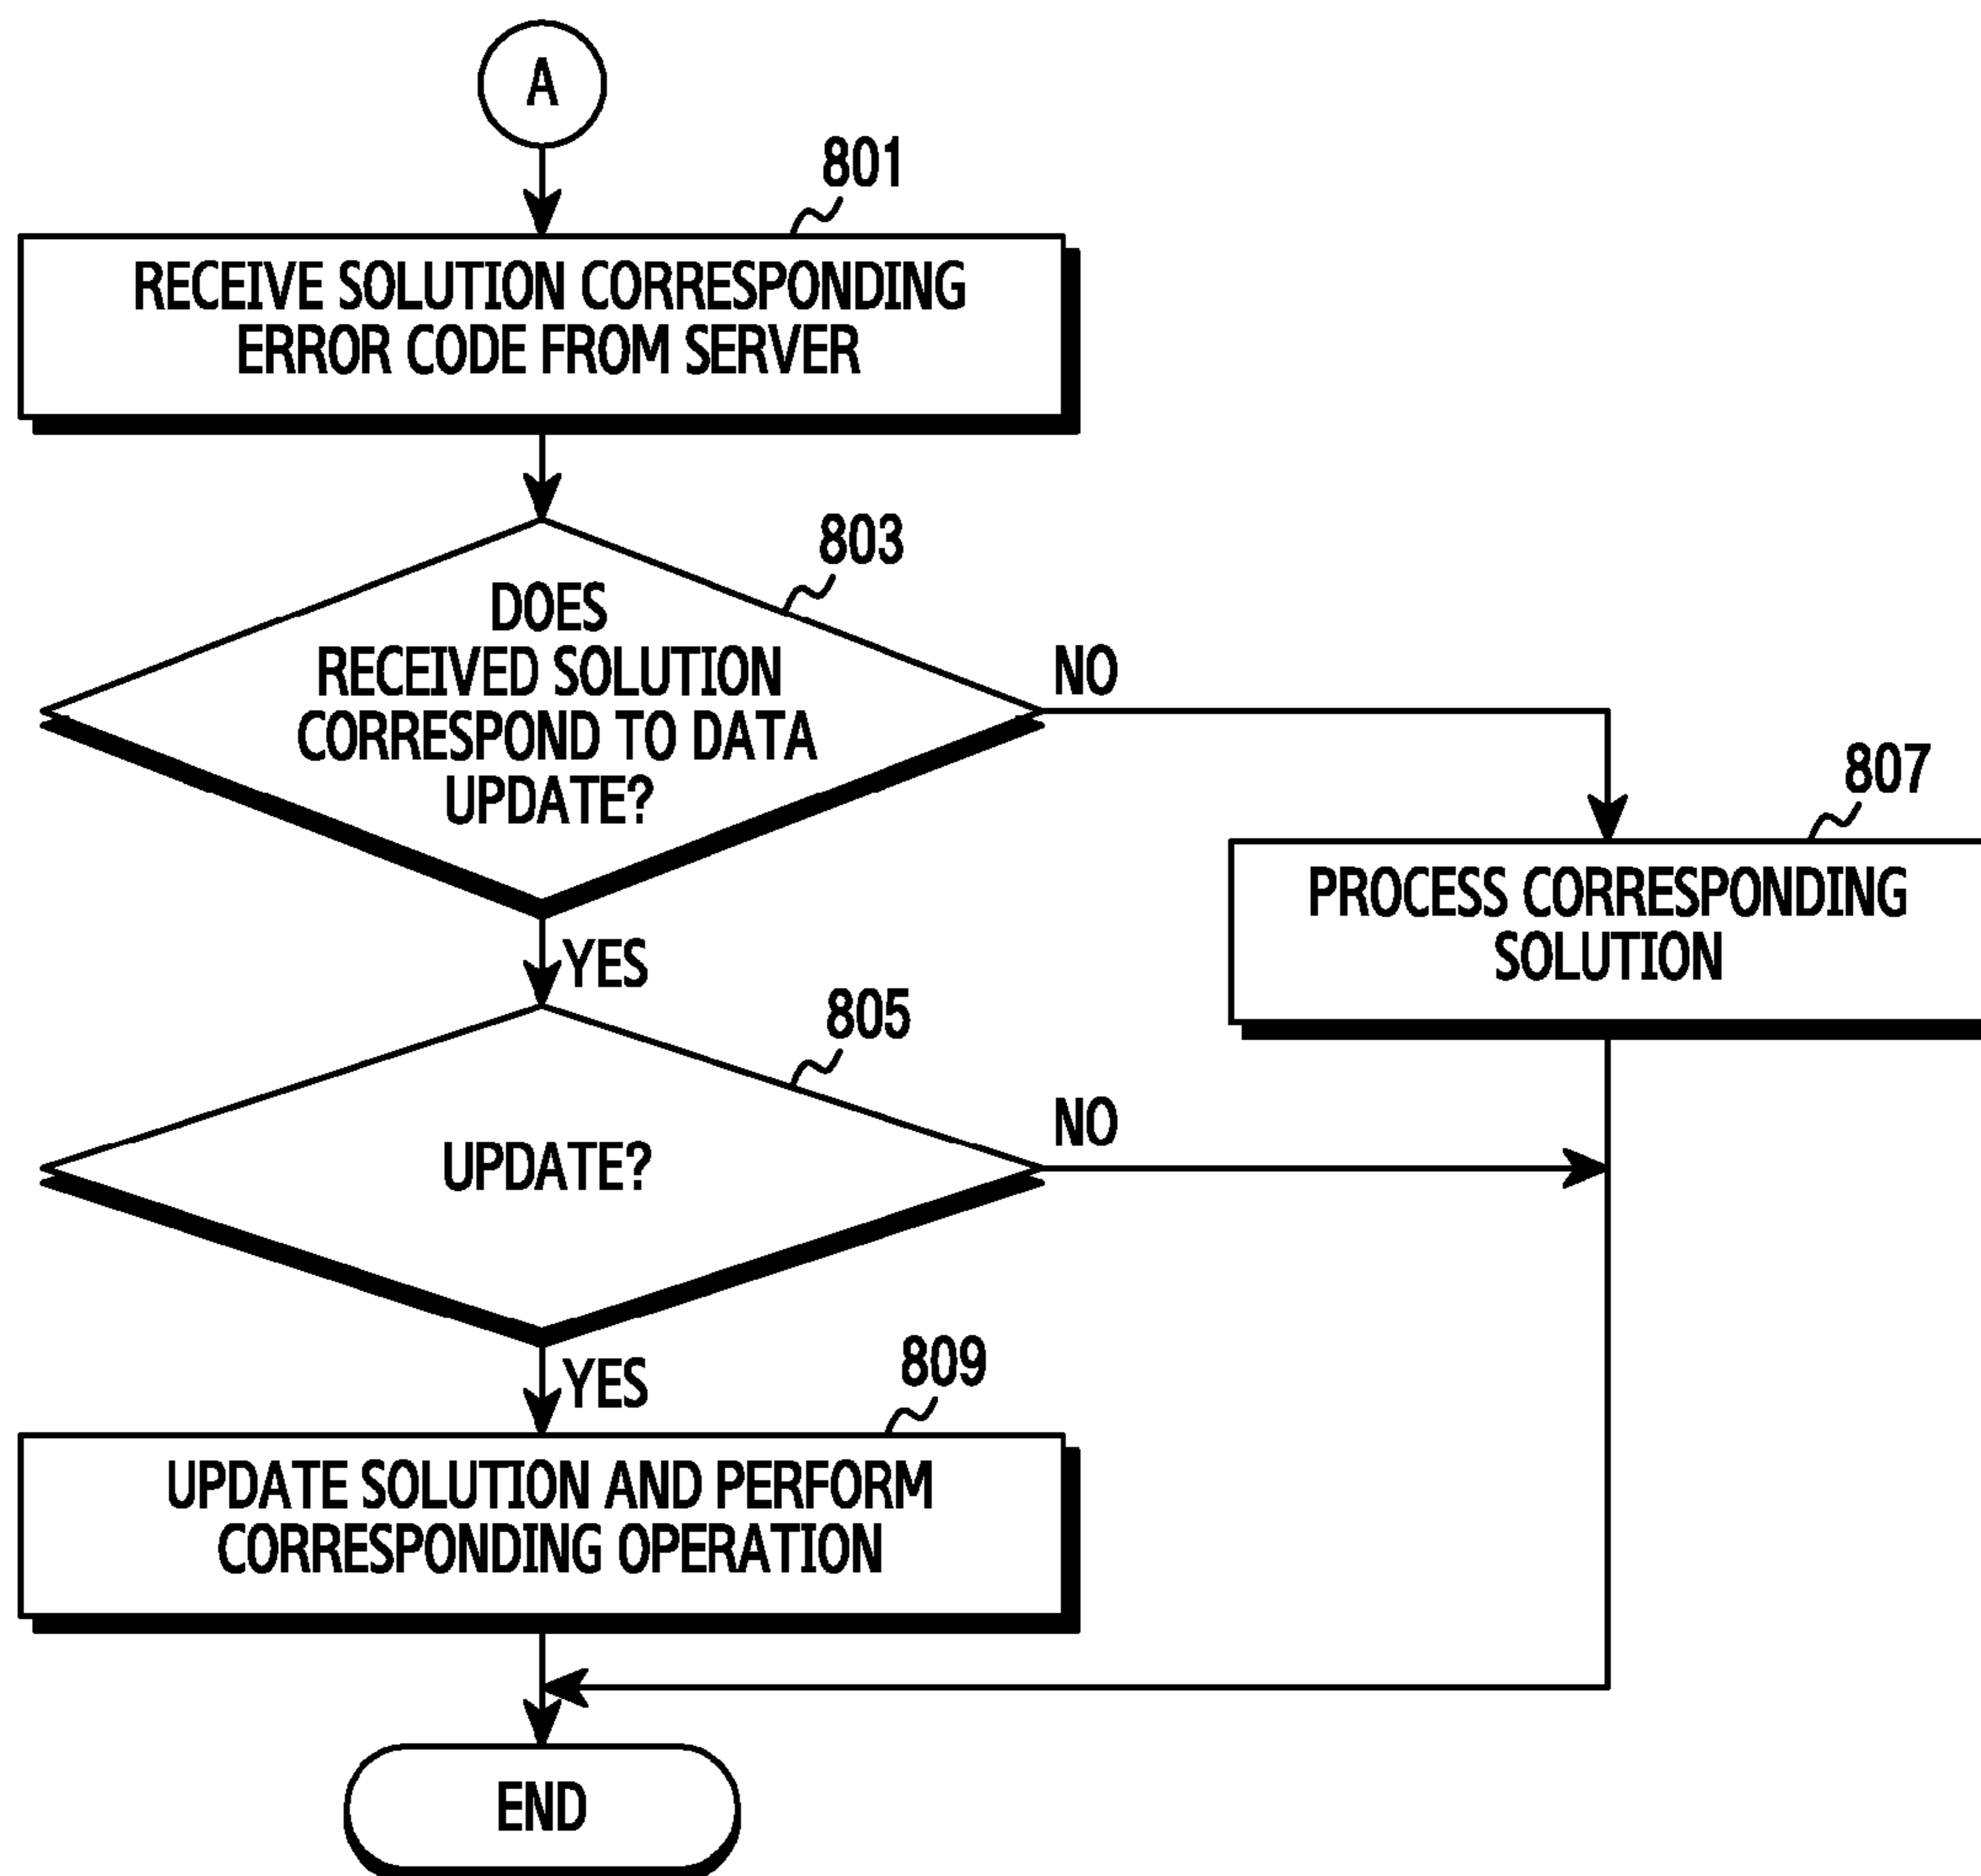 A
801
RECEIVE SOLUTION CORRESPONDING
ERROR CODE FROM SERVER
803
DOES
RECEIVED SOLUTION
CORRESPOND TO DATA
UPDATE?
NO
YES
807
PROCESS CORRESPONDING
SOLUTION
805
UPDATE?
NO
YES
809
UPDATE SOLUTION AND PERFORM
CORRESPONDING OPERATION
END